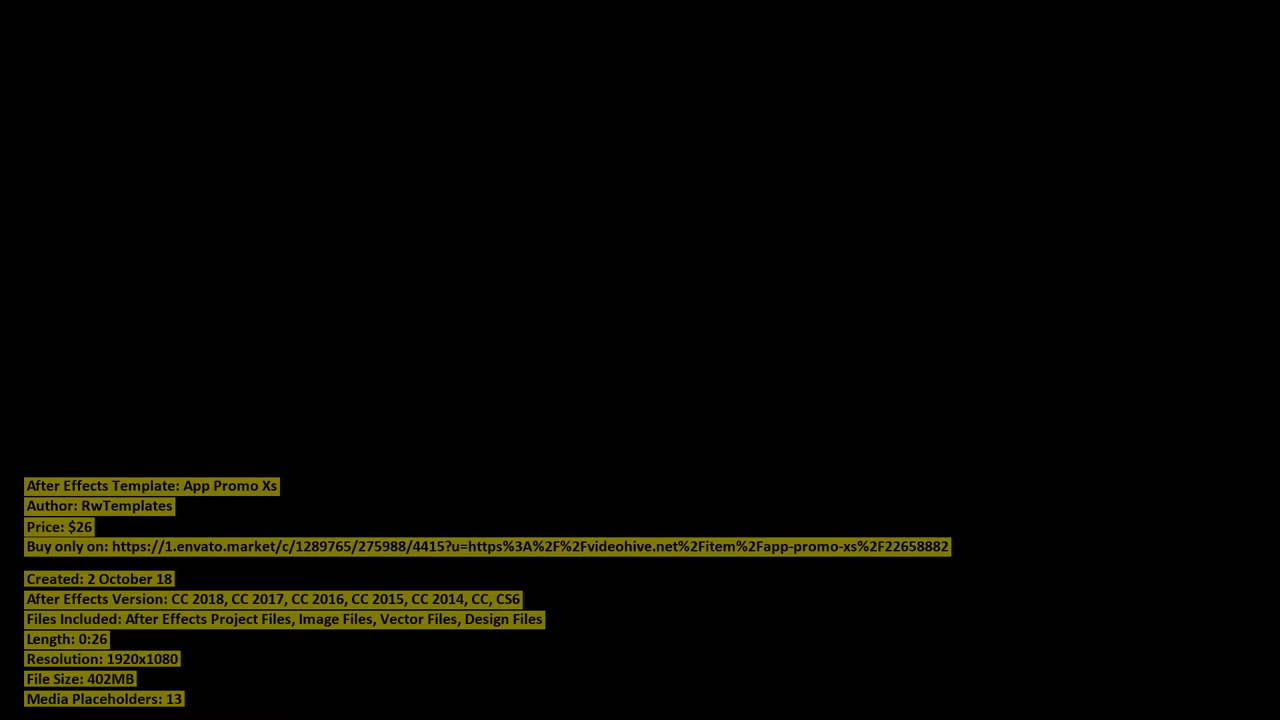 After Effects Template: App Promo Xs
Author: RwTemplates
Price: $26
Buy only on: https://1.envato.market/c/1289765/275988/4415?u=https%3A%2F%2Fvideohive.net%2Fitem%2Fapp-promo-xs%2F22658882
Created: 2 October 18
After Effects Version: CC 2018, CC 2017, CC 2016, CC 2015, CC 2014, CC, CS6
Files Included: After Effects Project Files, Image Files, Vector Files, Design Files
Length: 0:26
Resolution: 1920x1080
File Size: 402MB
Media Placeholders: 13